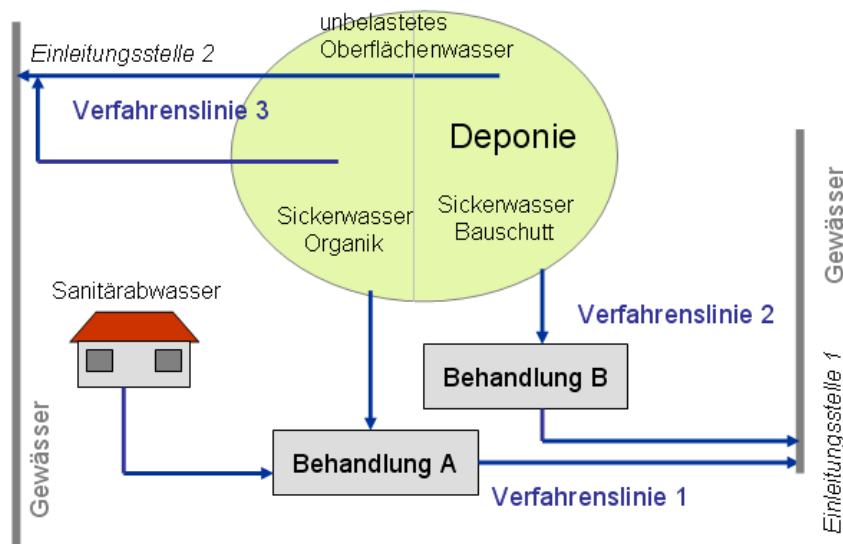 unbelastetes
Oberflächenwasser
Einleitungsstelle 2
Verfahrenslinie 3
Deponie
Sickerwasser
Organik
Sickerwasser
Bauschutt
Gewässer
Sanitärabwasser
Verfahrenslinie 2
Behandlung B
Gewässer
Behandlung A
Verfahrenslinie 1
Einleitungsstelle 1